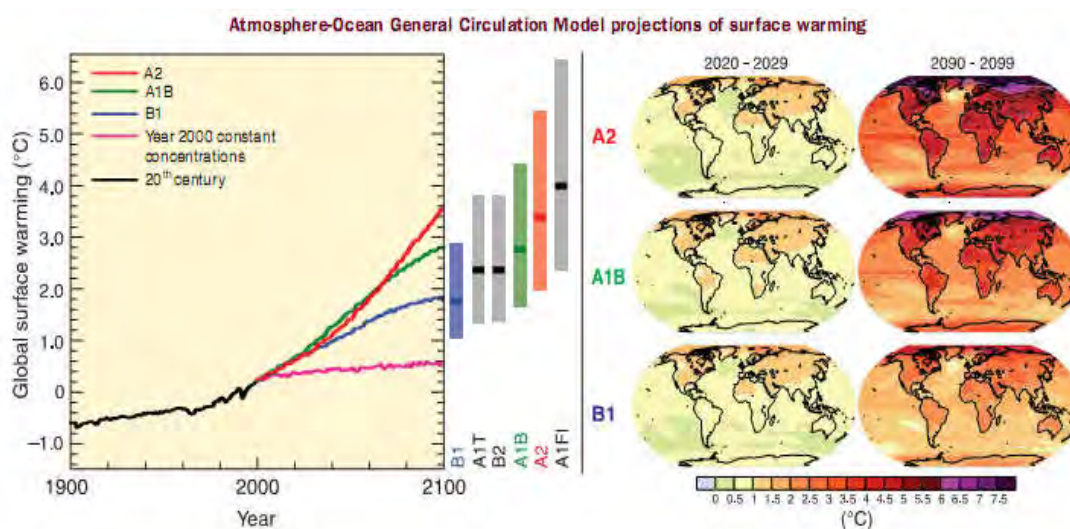 Atmosphere-Ocean General Circulation Model projections of surface warming
Global surface warming (°C)
6.0
5.0
4.0
3.0
2.0
1.0
0
–1.0
A2
A1B
B1
Year 2000 constant
concentrations
20th century
1900
2000
2100
Year
B1
A1T
B2
A1B
A2
A1FI
2020 - 2029
2090 - 2099
A2
A1B
B1
0 0.5 1 1.5 2 2.5 3 3.5 4 4.5 5 5.5 6 6.5 7 7.5
(°C)